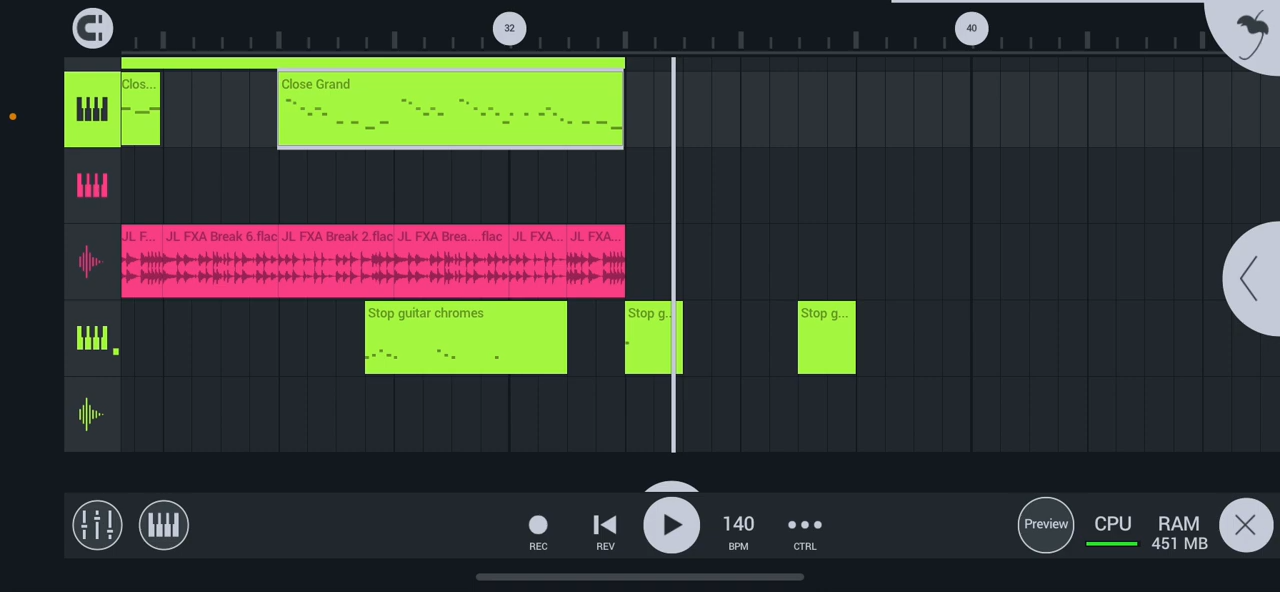 32
40
Clos...
Close Grand
JL F...
JL FXA Break 6.flac
JL FXA Break 2.flac
JL FXA Brea....flac
JL FXA...
JL FXA...
Stop guitar chromes
Stop g...
Stop g...
REC
REV
140
BPM
CTRL
Preview
CPU
RAM
451 MB